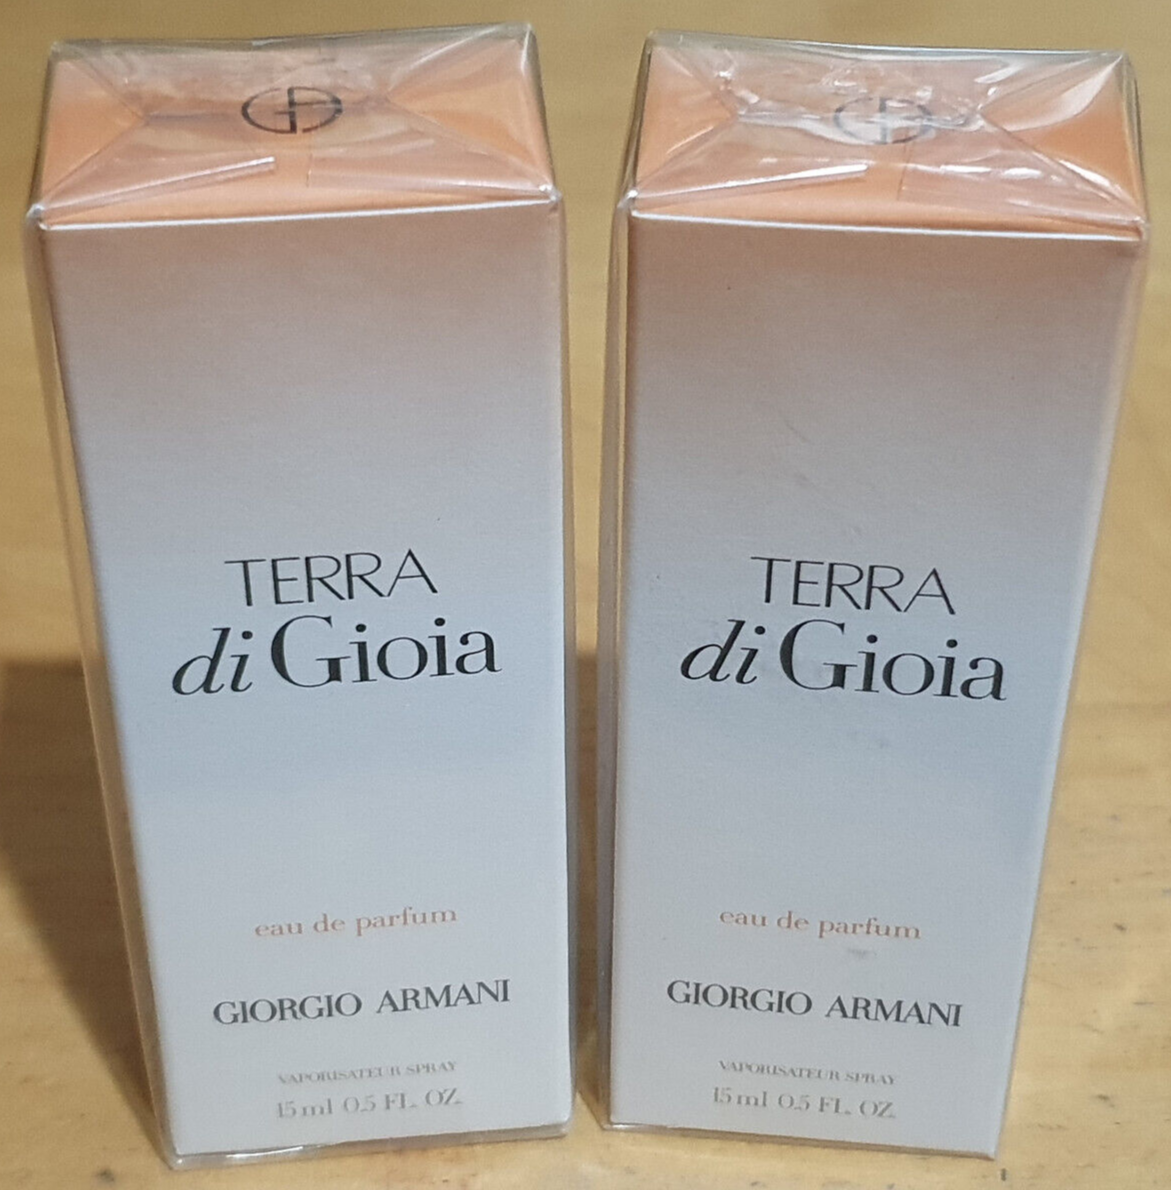 TERRA
di Gioia
eau de parfum
GIORGIO ARMANI
VAPORISATEUR SPRAY
15 ml 0.5 FL. OZ.
TERRA
di Gioia
eau de parfum
GIORGIO ARMANI
VAPORISATEUR SPRAY
15 ml 0.5 FL. OZ.